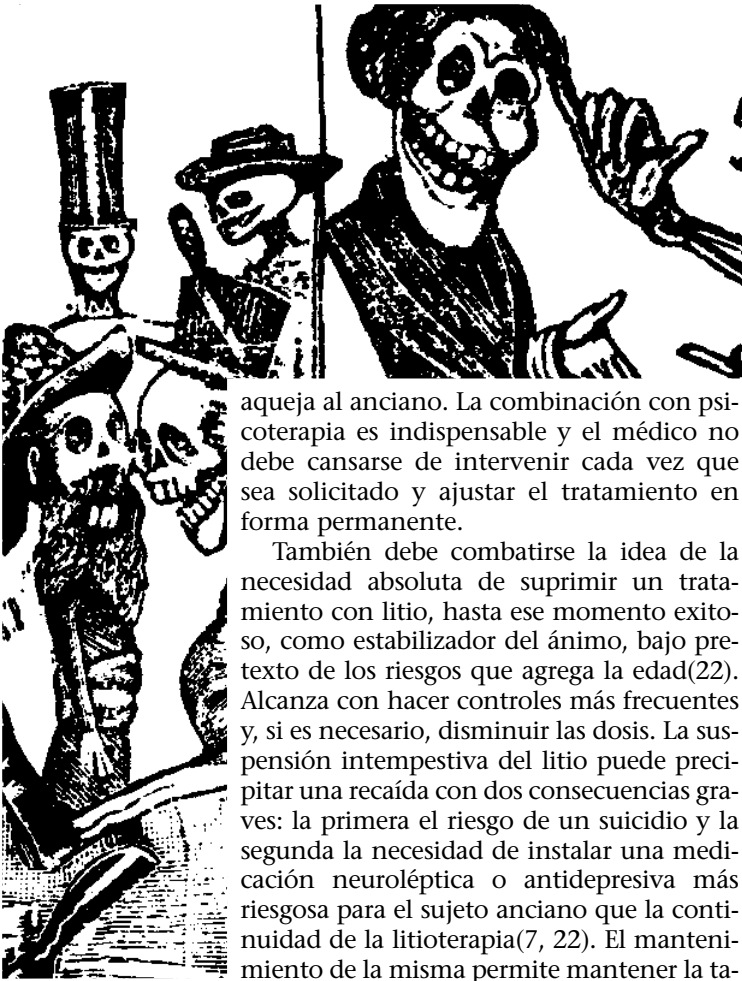 aqueja al anciano. La combinación con psi-
coterapia es indispensable y el médico no
debe cansarse de intervenir cada vez que
sea solicitado y ajustar el tratamiento en
forma permanente.
También debe combatirse la idea de la
necesidad absoluta de suprimir un trata-
miento con litio, hasta ese momento exito-
so, como estabilizador del ánimo, bajo pre-
texto de los riesgos que agrega la edad(22).
Alcanza con hacer controles más frecuentes
y, si es necesario, disminuir las dosis. La sus-
pensión intempestiva del litio puede preci-
pitar una recaída con dos consecuencias gra-
ves: la primera el riesgo de un suicidio y la
segunda la necesidad de instalar una medi-
cación neuroléptica o antidepresiva más
riesgosa para el sujeto anciano que la conti-
nuidad de la litioterapia(7, 22). El manteni-
miento de la misma permite mantener la ta-